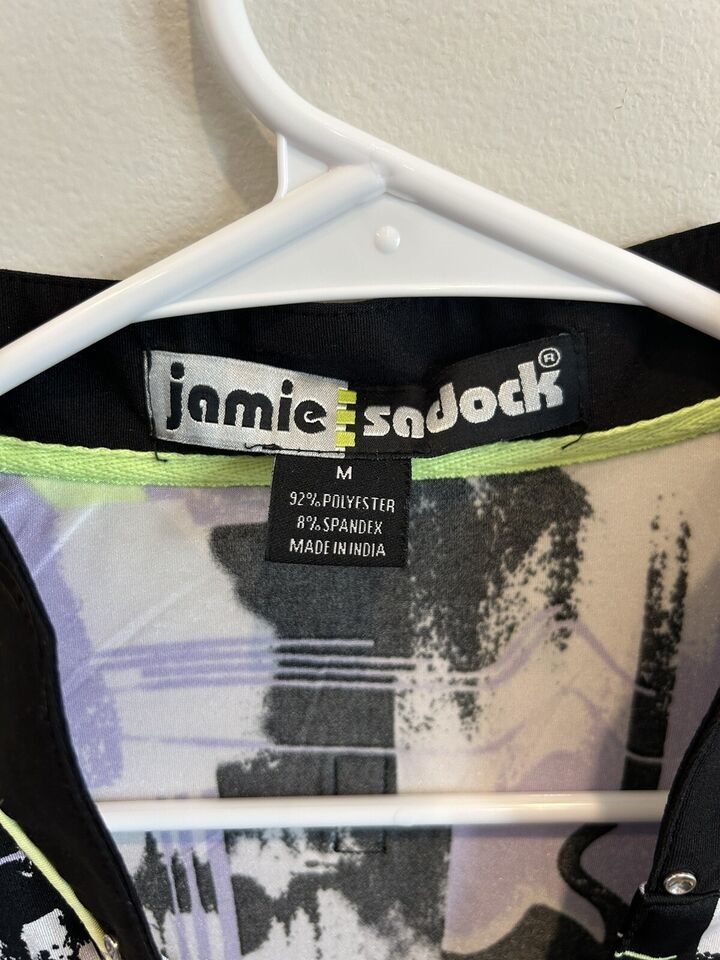 jamie sadock®
M
92% POLYESTER
8% SPANDEX
MADE IN INDIA